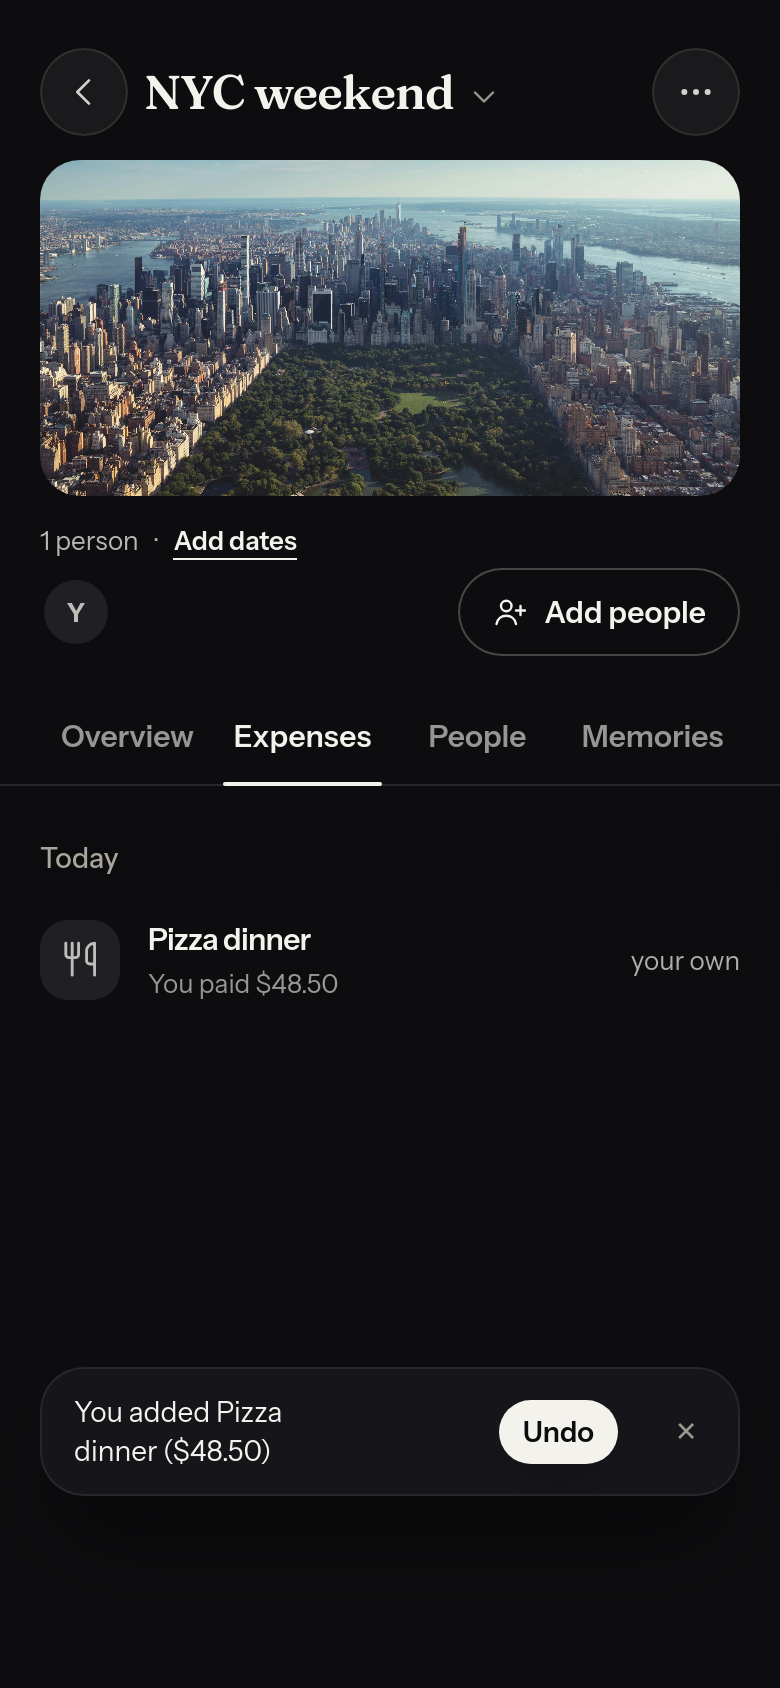 NYC weekend
1 person · Add dates
Y
Add people
Overview Expenses People Memories
Today
Pizza dinner
You paid $48.50
your own
You added Pizza
dinner ($48.50)
Undo